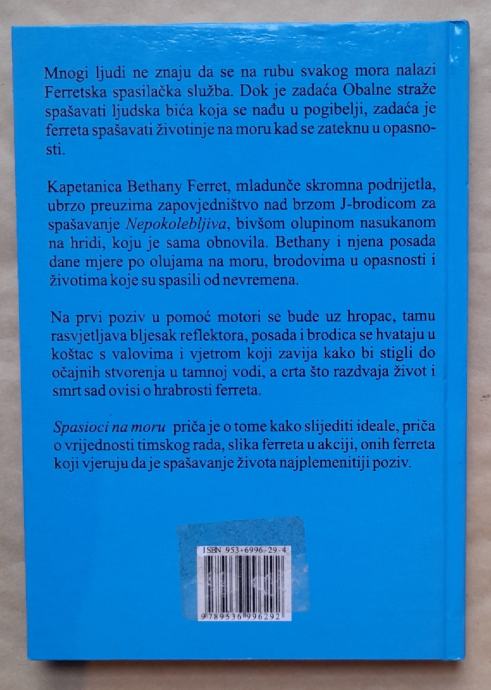 Mnogi ljudi ne znaju da se na rubu svakog mora nalazi
Ferretska spasilačka služba. Dok je zadaća Obalne straže
spašavati ljudska bića koja se nađu u pogibelji, zadaća je
ferreta spašavati životinje na moru kad se zateknu u opasno-
sti.
Kapetanica Bethany Ferret, mladunče skromna podrijetla,
ubrzo preuzima zapovjedništvo nad brzom J-brodicom za
spašavanje Nepokolebljiva, bivšom olupinom nasukanom
na hridi, koju je sama obnovila. Bethany i njena posada
dane mjere po olujama na moru, brodovima u opasnosti i
životima koje su spasili od nevremena.
Na prvi poziv u pomoć motori se bude uz hropac, tamu
rasvjetljava bljesak reflektora, posada i brodica se hvataju u
koštac s valovima i vjetrom koji zavija kako bi stigli do
očajnih stvorenja u tamnoj vodi, a crta što razdvaja život i
smrt sad ovisi o hrabrosti ferreta.
Spasioci na moru priča je o tome kako slijediti ideale, priča
o vrijednosti timskog rada, slika ferreta u akciji, onih ferreta
koji vjeruju da je spašavanje života najplemenitiji poziv.
ISBN 953-6996-29-4
9789536996292